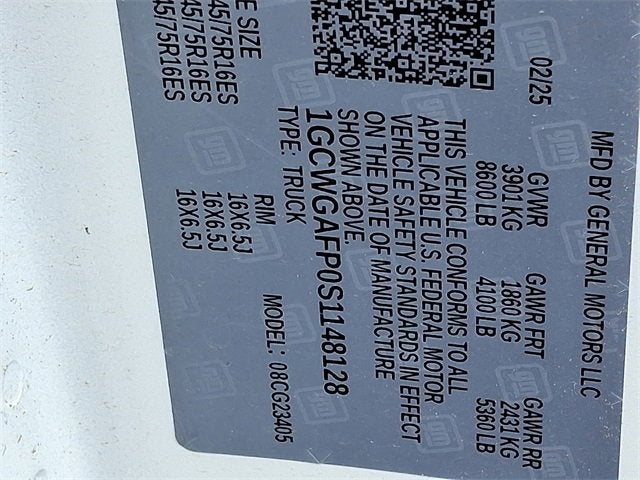 MFD BY GENERAL MOTORS LLC
02/25 GVWR GAWR FRT GAWR RR
3901 KG 1860 KG 2431 KG
8600 LB 4100 LB 5360 LB
THIS VEHICLE CONFORMS TO ALL
APPLICABLE U.S. FEDERAL MOTOR
VEHICLE SAFETY STANDARDS IN EFFECT
ON THE DATE OF MANUFACTURE
SHOWN ABOVE.
1GCWGAFP0S1148128
TYPE: TRUCK MODEL: 08CG23405
SIZE RIM
45/75R16ES 16X6.5J
45/75R16ES 16X6.5J
45/75R16ES 16X6.5J